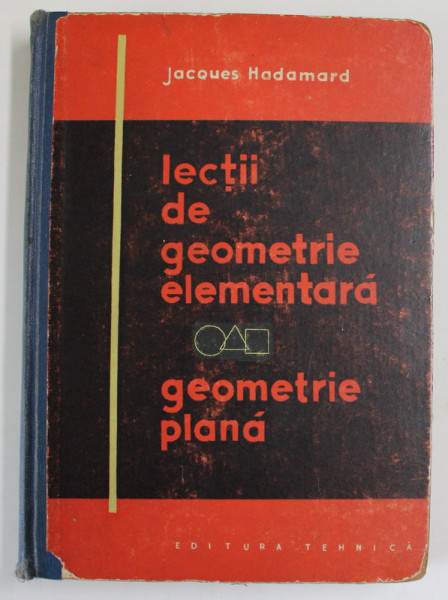 Jacques Hadamard
lecții
de
geometrie
elementară
geometrie
plană
EDITURA TEHNICĂ